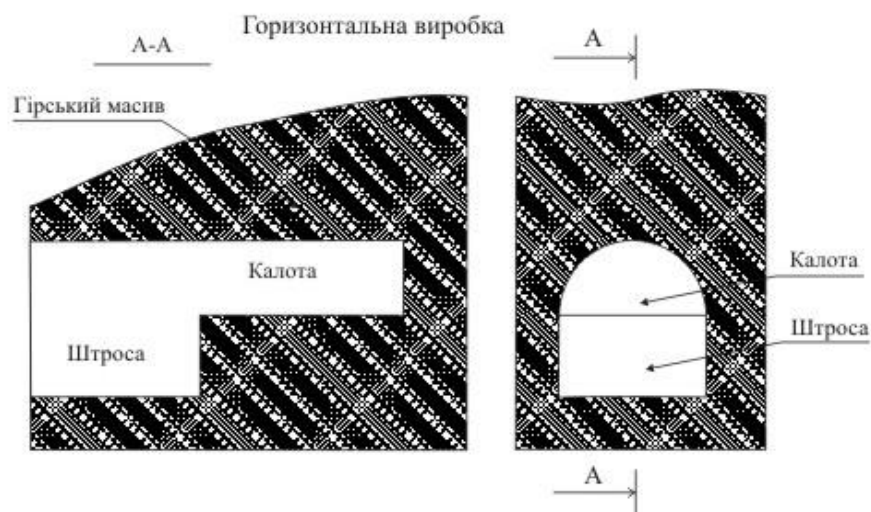 Горизонтальна виробка
А-А
А
Гірський масив
Калота
Калота
Штроса
Штроса
А